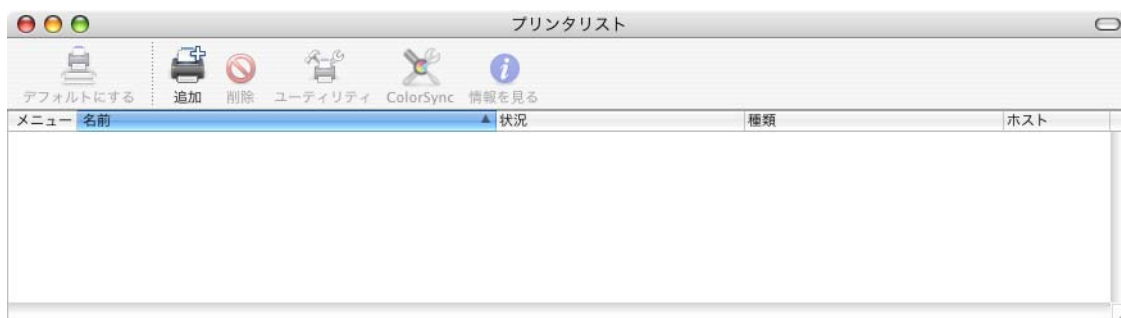 プリンタリスト
デフォルトにする 追加 削除 ユーティリティ ColorSync 情報を見る
メニュー 名前 状況 種類 ホスト